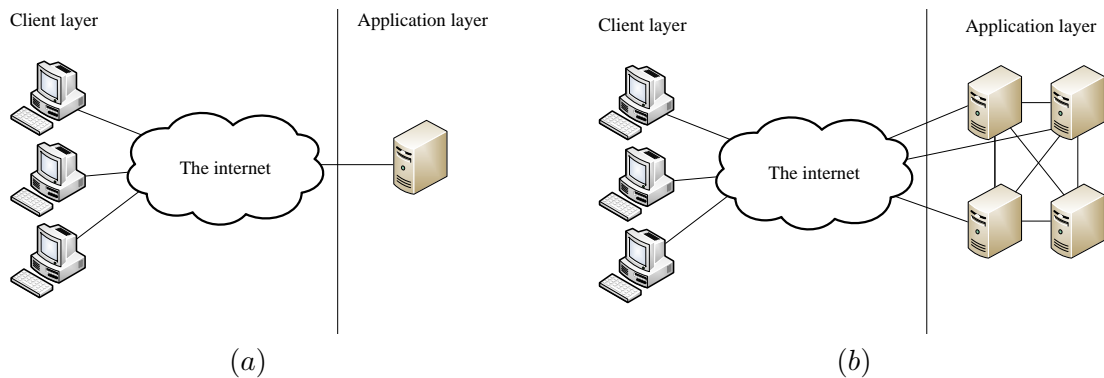 Client layer
Application layer
The internet
(a)
Client layer
Application layer
The internet
(b)